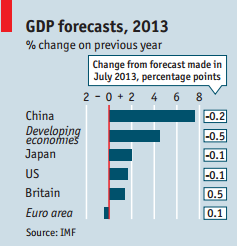 GDP forecasts, 2013
% change on previous year
Change from forecast made in
July 2013, percentage points
2 – 0 + 2 4 6 8
China -0.2
Developing
economies -0.5
Japan -0.1
US -0.1
Britain 0.5
Euro area 0.1
Source: IMF